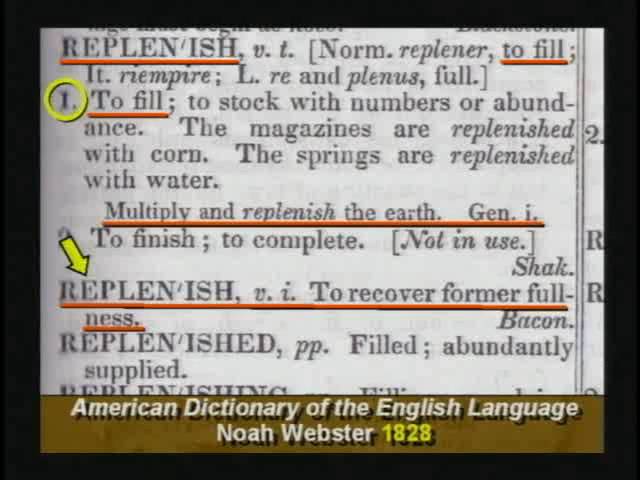 REPLEN'ISH, v. t. [Norm. replener, to fill;
It. riempire; L. re and plenus, full.]
1. To fill; to stock with numbers or abund-
ance. The magazines are replenished
with corn. The springs are replenished
with water.
Multiply and replenish the earth. Gen. i.
To finish; to complete. [Not in use.]
Shak.
REPLEN'ISH, v. i. To recover former full-
ness. Bacon.
REPLEN'ISHED, pp. Filled; abundantly
supplied.
2.
R
R
American Dictionary of the English Language
Noah Webster 1828